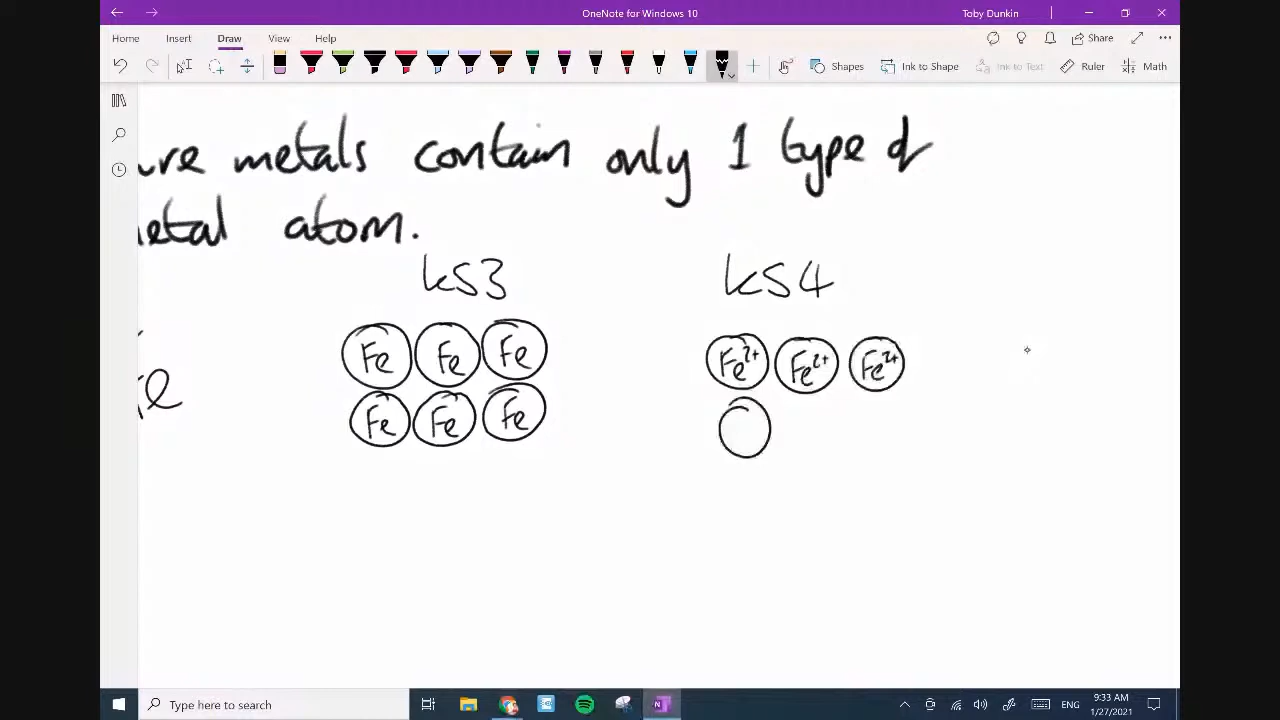 OneNote for Windows 10
Toby Dunkin
Home Insert Draw View Help Share
Shapes Ink to Shape Ink to Text Ruler Math
ure metals contain only 1 type of
etal atom.
KS3 KS4
Fe Fe Fe Fe²⁺ Fe²⁺ Fe²⁺
Fe Fe Fe
Type here to search
ENG
9:33 AM
1/27/2021